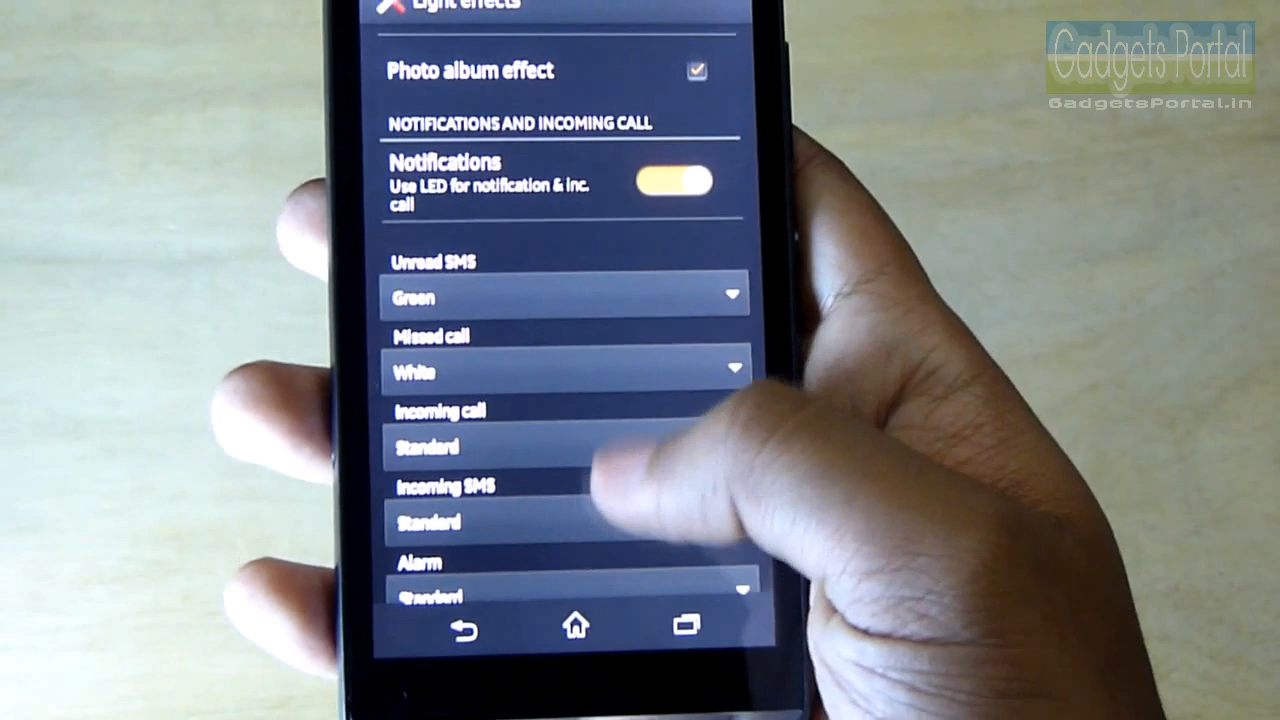 Light effects
Gadgets Portal
GadgetsPortal.in
Photo album effect
NOTIFICATIONS AND INCOMING CALL
Notifications
Use LED for notification & inc.
call
Unread SMS
Green
Missed call
White
Incoming call
Standard
Incoming SMS
Standard
Alarm
Standard